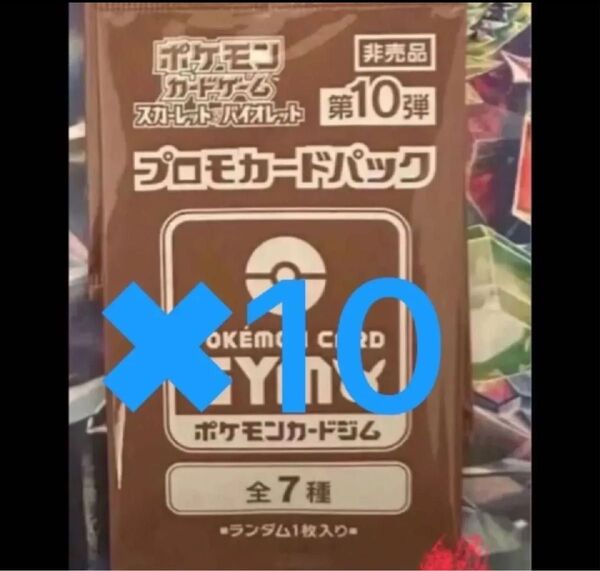 ポケモン
カードゲーム
スカーレット&バイオレット
非売品
第10弾
プロモカードパック
×10
POKÉMON CARD
GYM
ポケモンカードジム
全7種
■ランダム1枚入り■